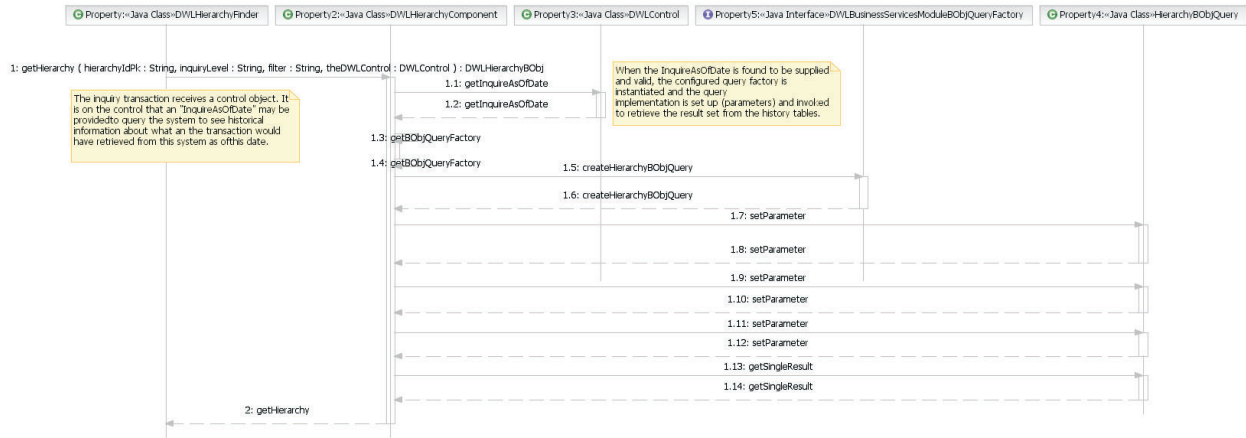 Property:«Java Class»DWLHierarchyFinder
Property2:«Java Class»DWLHierarchyComponent
Property3:«Java Class»DWLControl
Property5:«Java Interface»DWLBusinessServicesModuleBObjQueryFactory
Property4:«Java Class»HierarchyBObjQuery
1: getHierarchy ( hierarchyIdPk : String, inquiryLevel : String, filter : String, theDWLControl : DWLControl ) : DWLHierarchyBObj
When the InquireAsOfDate is found to be supplied
and valid, the configured query factory is
instantiated and the query
implementation is set up (parameters) and invoked
to retrieve the result set from the history tables.
1.1: getInquireAsOfDate
The inquiry transaction receives a control object. It
is on the control that an "InquireAsOfDate" may be
providedto query the system to see historical
information about what an the transaction would
have retrieved from this system as ofthis date.
1.2: getInquireAsOfDate
1.3: getBObjQueryFactory
1.4: getBObjQueryFactory
1.5: createHierarchyBObjQuery
1.6: createHierarchyBObjQuery
1.7: setParameter
1.8: setParameter
1.9: setParameter
1.10: setParameter
1.11: setParameter
1.12: setParameter
1.13: getSingleResult
1.14: getSingleResult
2: getHierarchy